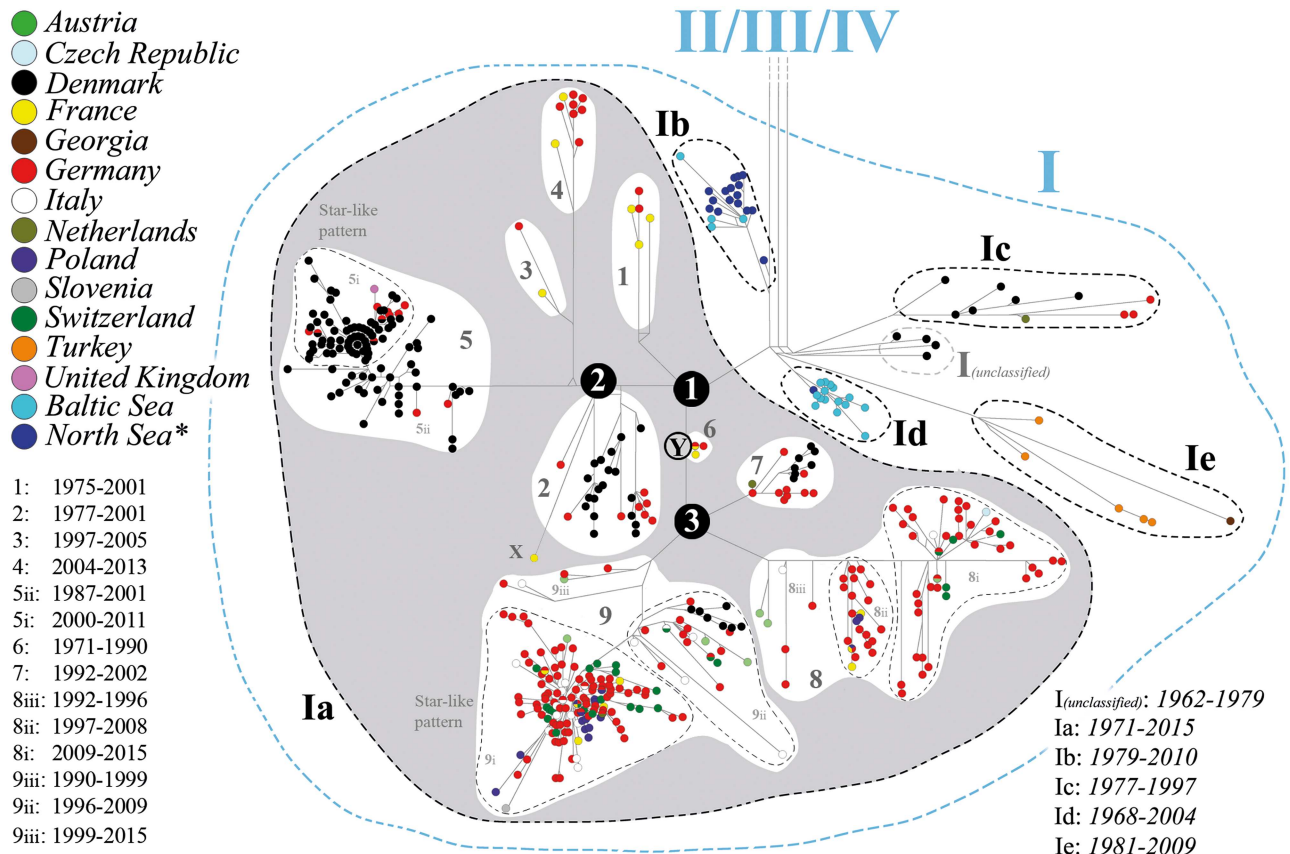 II/III/IV
Austria
Czech Republic
Denmark
France
Georgia
Germany
Italy
Netherlands
Poland
Slovenia
Switzerland
Turkey
United Kingdom
Baltic Sea
North Sea*
1: 1975-2001
2: 1977-2001
3: 1997-2005
4: 2004-2013
5ii: 1987-2001
5i: 2000-2011
6: 1971-1990
7: 1992-2002
8iii: 1992-1996
8ii: 1997-2008
8i: 2009-2015
9iii: 1990-1999
9ii: 1996-2009
9iii: 1999-2015
Ib
I
4
Star-like
pattern
3
1
Ic
5i
5
I(unclassified)
2
1
5ii
Id
6
Y
Ie
2
7
3
X
9iii
8iii
8i
9
8ii
8
Ia
Star-like
pattern
9ii
9i
I(unclassified): 1962-1979
Ia: 1971-2015
Ib: 1979-2010
Ic: 1977-1997
Id: 1968-2004
Ie: 1981-2009